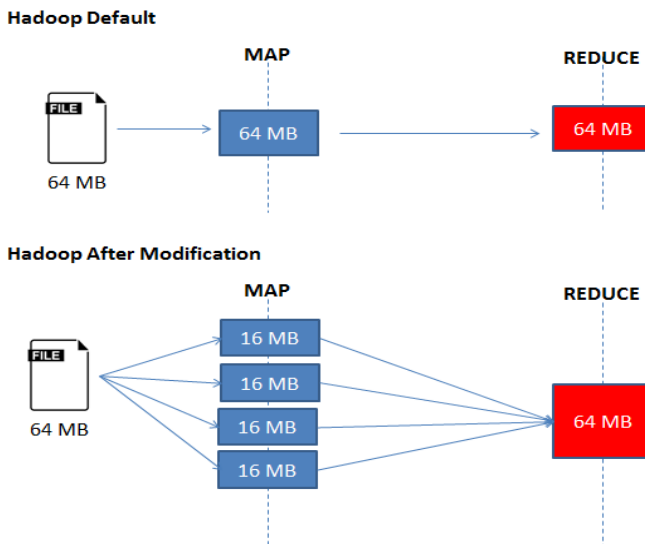 Hadoop Default
MAP
REDUCE
FILE
64 MB
64 MB
64 MB
Hadoop After Modification
MAP
REDUCE
FILE
64 MB
16 MB
16 MB
16 MB
16 MB
64 MB